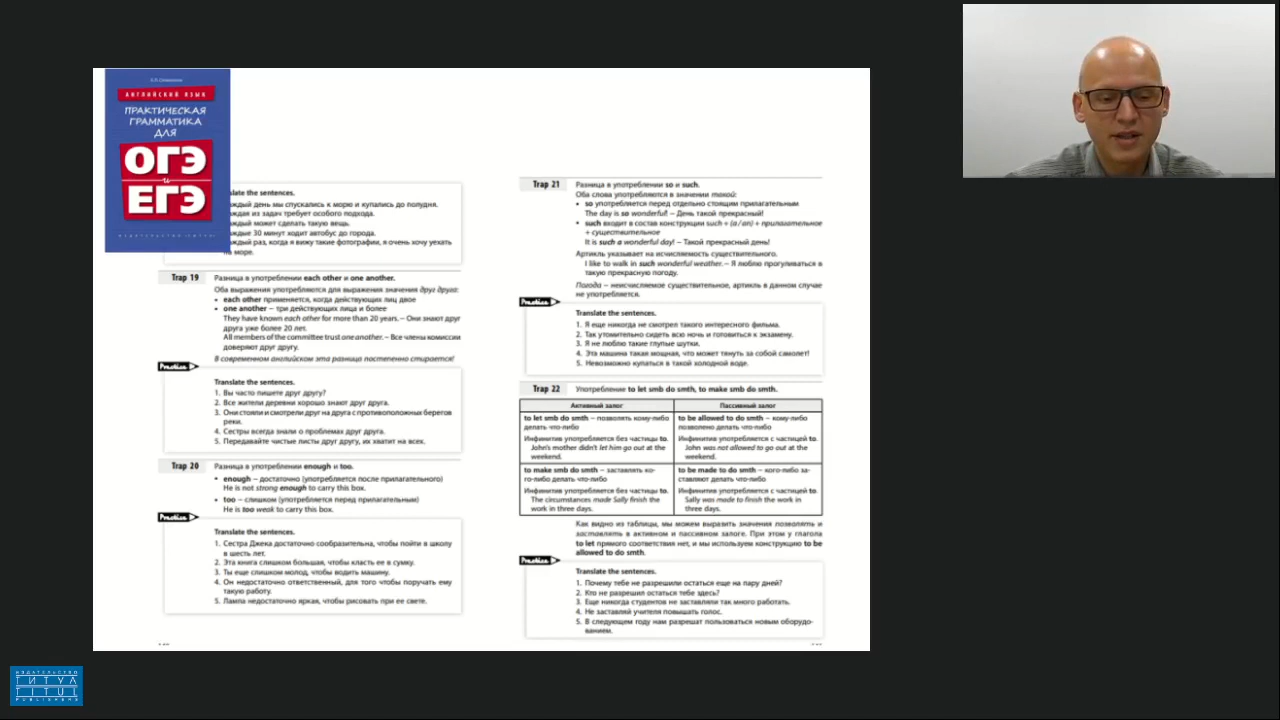 АНГЛИЙСКИЙ ЯЗЫК
ПРАКТИЧЕСКАЯ
ГРАММАТИКА
ДЛЯ
ОГЭ
и
ЕГЭ
slate the sentences.
аждый день мы спускались к морю и купались до полудня.
аждая из задач требует особого подхода.
аждый может сделать такую вещь.
аждые 30 минут ходит автобус до города.
аждый раз, когда я вижу такие фотографии, я очень хочу уехать
на море.
Trap 19 Разница в употреблении each other и one another.
Оба выражения употребляются для выражения значения друг друга:
• each other применяется, когда действующих лиц двое
• one another – три действующих лица и более
They have known each other for more than 20 years. – Они знают друг
друга уже более 20 лет.
All members of the committee trust one another. – Все члены комиссии
доверяют друг другу.
В современном английском эта разница постепенно стирается!
Practice
Translate the sentences.
1. Вы часто пишете друг другу?
2. Все жители деревни хорошо знают друг друга.
3. Они стояли и смотрели друг на друга с противоположных берегов
реки.
4. Сестры всегда знали о проблемах друг друга.
5. Передавайте чистые листы друг другу, их хватит на всех.
Trap 20 Разница в употреблении enough и too.
• enough – достаточно (употребляется после прилагательного)
He is not strong enough to carry this box.
• too – слишком (употребляется перед прилагательным)
He is too weak to carry this box.
Practice
Translate the sentences.
1. Сестра Джека достаточно сообразительна, чтобы пойти в школу
в шесть лет.
2. Эта книга слишком большая, чтобы класть ее в сумку.
3. Ты еще слишком молод, чтобы водить машину.
4. Он недостаточно ответственный, для того чтобы поручать ему
такую работу.
5. Лампа недостаточно яркая, чтобы рисовать при ее свете.
Trap 21 Разница в употреблении so и such.
Оба слова употребляются в значении такой:
• so употребляется перед отдельно стоящим прилагательным
The day is so wonderful! – День такой прекрасный!
• such входит в состав конструкции such + (a / an) + прилагательное
+ существительное
It is such a wonderful day! – Такой прекрасный день!
Артикль указывает на исчисляемость существительного.
I like to walk in such wonderful weather. – Я люблю прогуливаться в
такую прекрасную погоду.
Погода – неисчисляемое существительное, артикль в данном случае
не употребляется.
Practice
Translate the sentences.
1. Я еще никогда не смотрел такого интересного фильма.
2. Так утомительно сидеть всю ночь и готовиться к экзамену.
3. Я не люблю такие глупые шутки.
4. Эта машина такая мощная, что может тянуть за собой самолет!
5. Невозможно купаться в такой холодной воде.
Trap 22 Употребление to let smb do smth, to make smb do smth.
Активный залог Пассивный залог
to let smb do smth – позволять кому-либо
делать что-либо
Инфинитив употребляется без частицы to.
John's mother didn't let him go out at the
weekend.
to be allowed to do smth – кому-либо
позволено делать что-либо
Инфинитив употребляется с частицей to.
John was not allowed to go out at the
weekend.
to make smb do smth – заставлять ко-
го-либо делать что-либо
Инфинитив употребляется без частицы to.
The circumstances made Sally finish the
work in three days.
to be made to do smth – кого-либо за-
ставляют делать что-либо
Инфинитив употребляется с частицей to.
Sally was made to finish the work in
three days.
Как видно из таблицы, мы можем выразить значения позволять и
заставлять в активном и пассивном залоге. При этом у глагола
to let прямого соответствия нет, и мы используем конструкцию to be
allowed to do smth.
Practice
Translate the sentences.
1. Почему тебе не разрешили остаться еще на пару дней?
2. Кто не разрешил остаться тебе здесь?
3. Еще никогда студентов не заставляли так много работать.
4. Не заставляй учителя повышать голос.
5. В следующем году нам разрешат пользоваться новым оборудо-
ванием.
ИЗДАТЕЛЬСТВО
ТИТУЛ
TITUL
PUBLISHERS